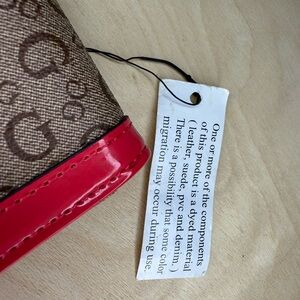 One or more of the components
of this product is a dyed material
( leather, suede, pvc and denim. )
There is a possibility that some color
migration may occur during use.
G
G
G
G